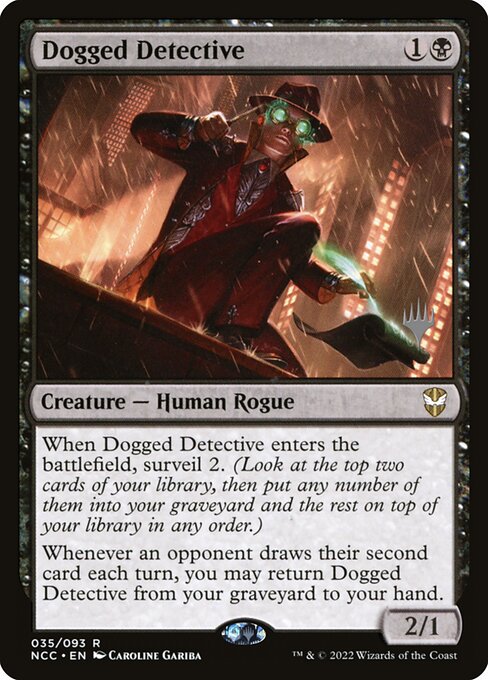 Dogged Detective 1
Creature — Human Rogue
When Dogged Detective enters the
battlefield, surveil 2. (Look at the top two
cards of your library, then put any number of
them into your graveyard and the rest on top of
your library in any order.)
Whenever an opponent draws their second
card each turn, you may return Dogged
Detective from your graveyard to your hand.
2/1
035/093 R
NCC • EN Caroline Gariba
™ & © 2022 Wizards of the Coast